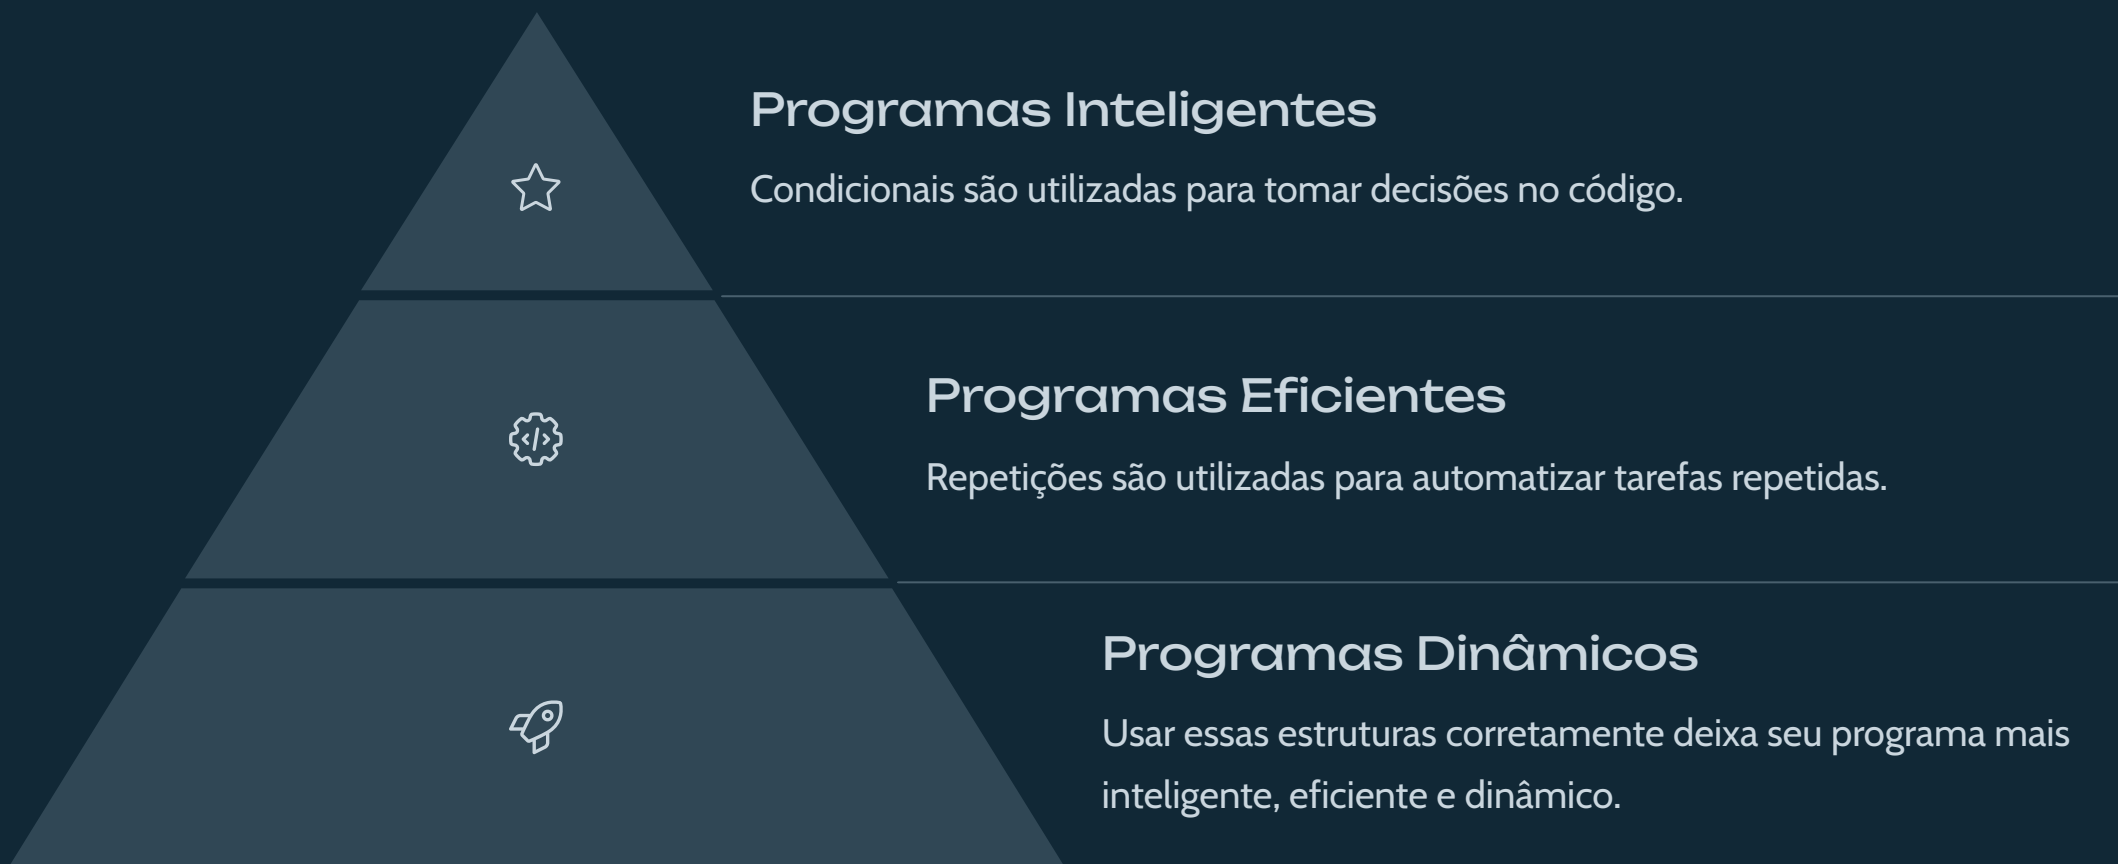 Programas Inteligentes
Condicionais são utilizadas para tomar decisões no código.
</>
Programas Eficientes
Repetições são utilizadas para automatizar tarefas repetidas.
Programas Dinâmicos
Usar essas estruturas corretamente deixa seu programa mais
inteligente, eficiente e dinâmico.